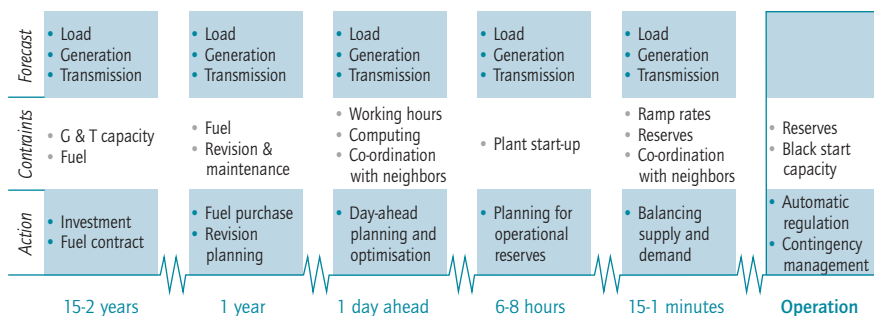 Forecast
• Load
• Generation
• Transmission
• Load
• Generation
• Transmission
• Load
• Generation
• Transmission
• Load
• Generation
• Transmission
• Load
• Generation
• Transmission
Contraints
• G & T capacity
• Fuel
• Fuel
• Revision &
maintenance
• Working hours
• Computing
• Co-ordination
with neighbors
• Plant start-up
• Ramp rates
• Reserves
• Co-ordination
with neighbors
• Reserves
• Black start
capacity
Action
• Investment
• Fuel contract
• Fuel purchase
• Revision
planning
• Day-ahead
planning and
optimisation
• Planning for
operational
reserves
• Balancing
supply and
demand
• Automatic
regulation
• Contingency
management
15-2 years
1 year
1 day ahead
6-8 hours
15-1 minutes
Operation